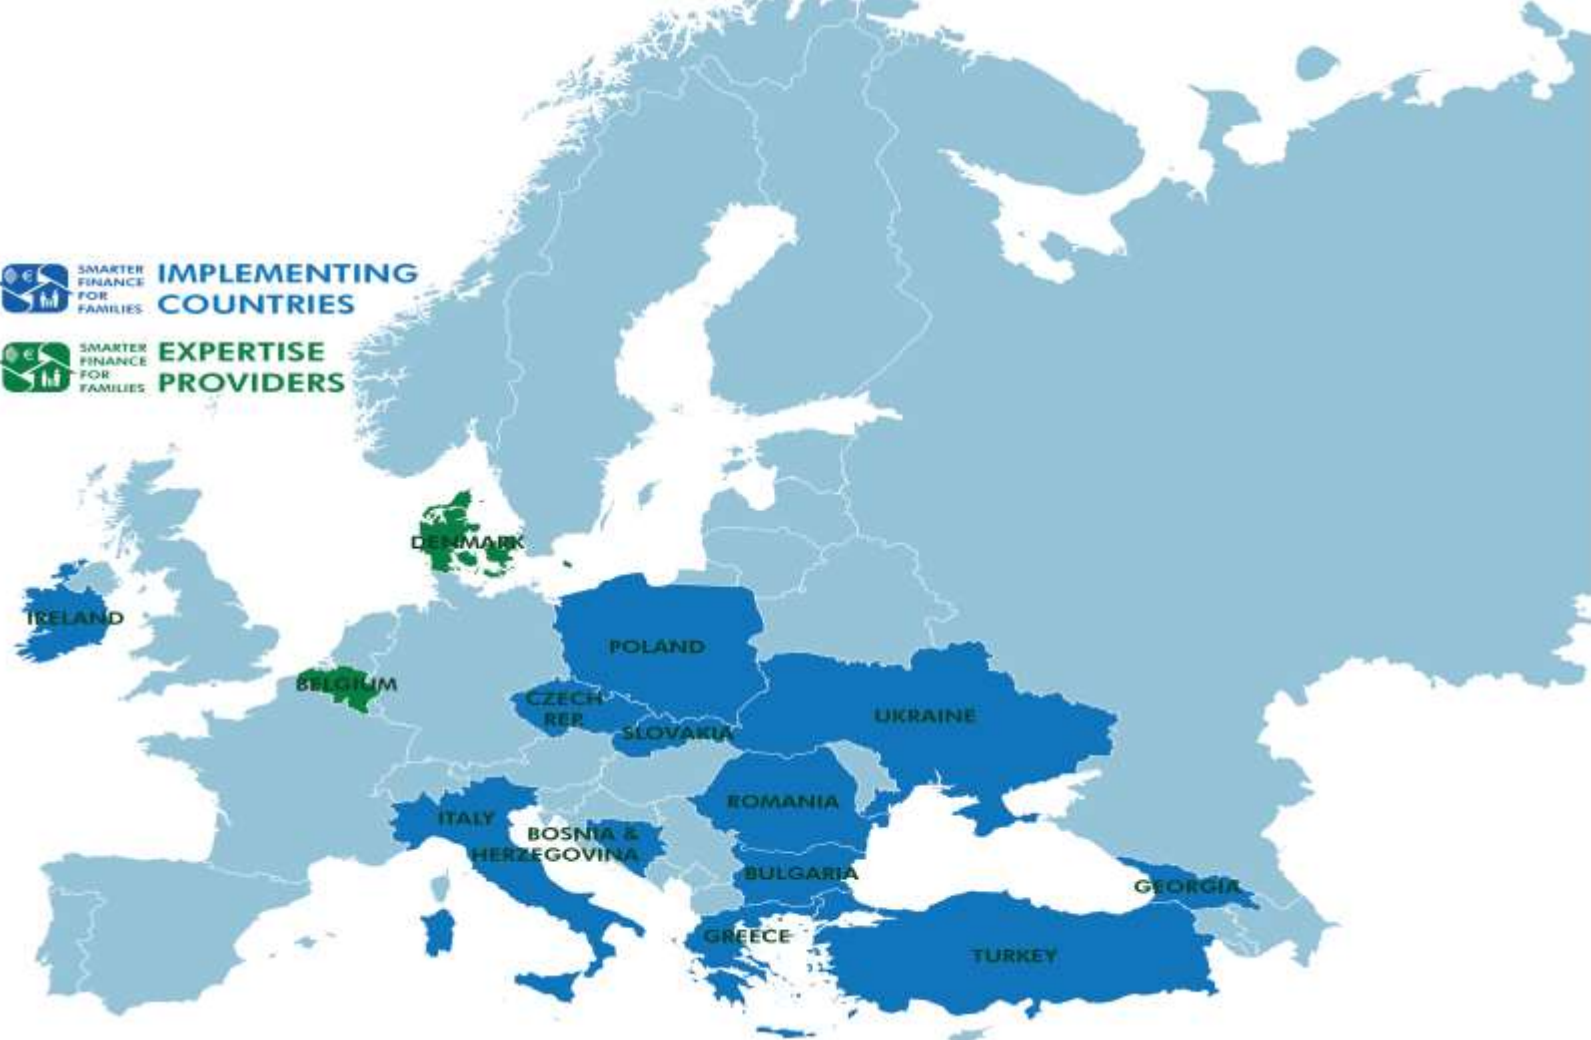 SMARTER
FINANCE
FOR
FAMILIES
IMPLEMENTING
COUNTRIES
SMARTER
FINANCE
FOR
FAMILIES
EXPERTISE
PROVIDERS
DENMARK
IRELAND
POLAND
BELGIUM
CZECH
REP.
UKRAINE
SLOVAKIA
ROMANIA
ITALY
BOSNIA &
HERZEGOVINA
BULGARIA
GEORGIA
GREECE
TURKEY